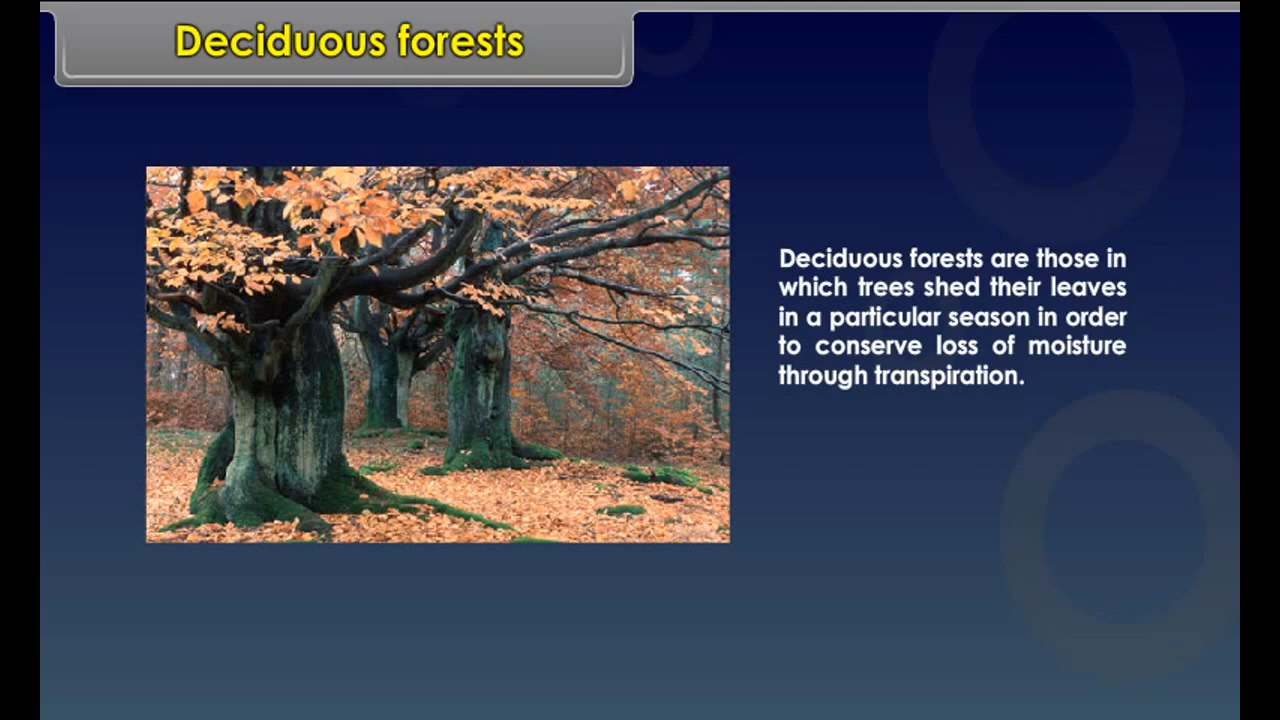 Deciduous forests
Deciduous forests are those in
which trees shed their leaves
in a particular season in order
to conserve loss of moisture
through transpiration.